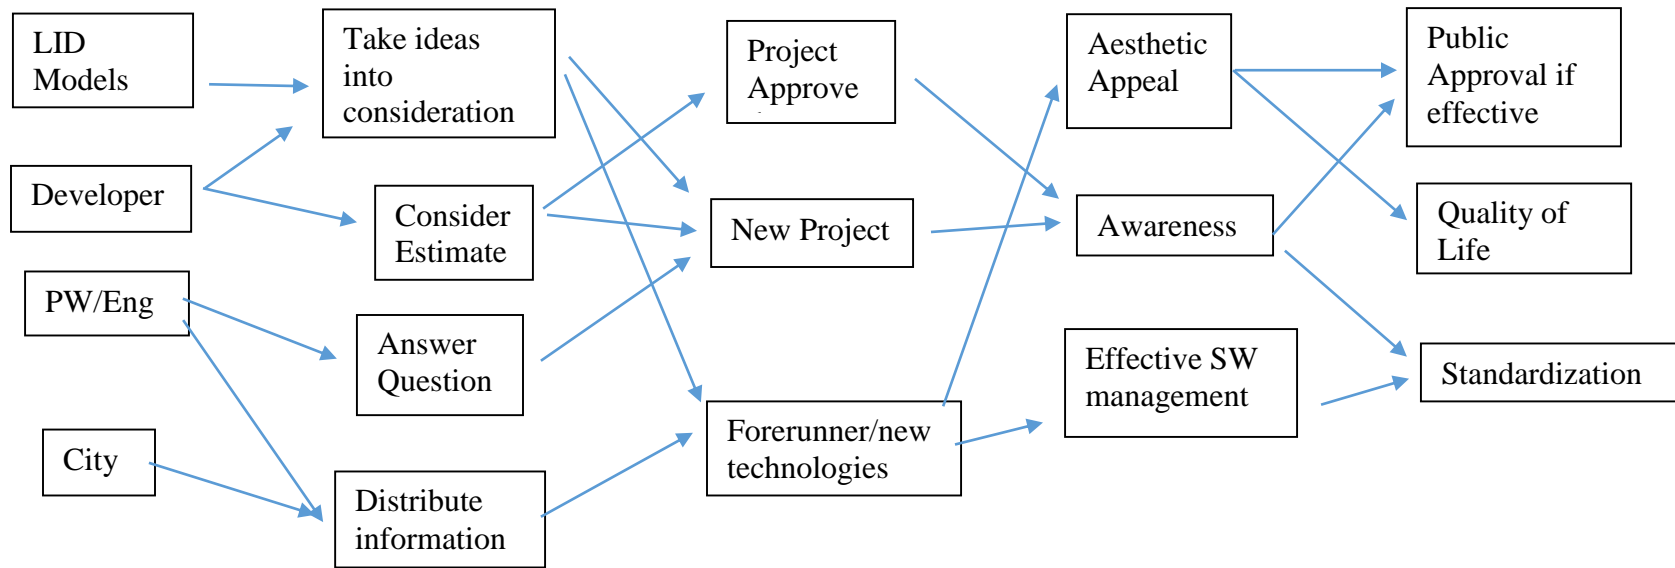 LID
Models
Developer
PW/Eng
City
Take ideas
into
consideration
Consider
Estimate
Answer
Question
Distribute
information
Project
Approve
New Project
Forerunner/new
technologies
Aesthetic
Appeal
Awareness
Effective SW
management
Public
Approval if
effective
Quality of
Life
Standardization